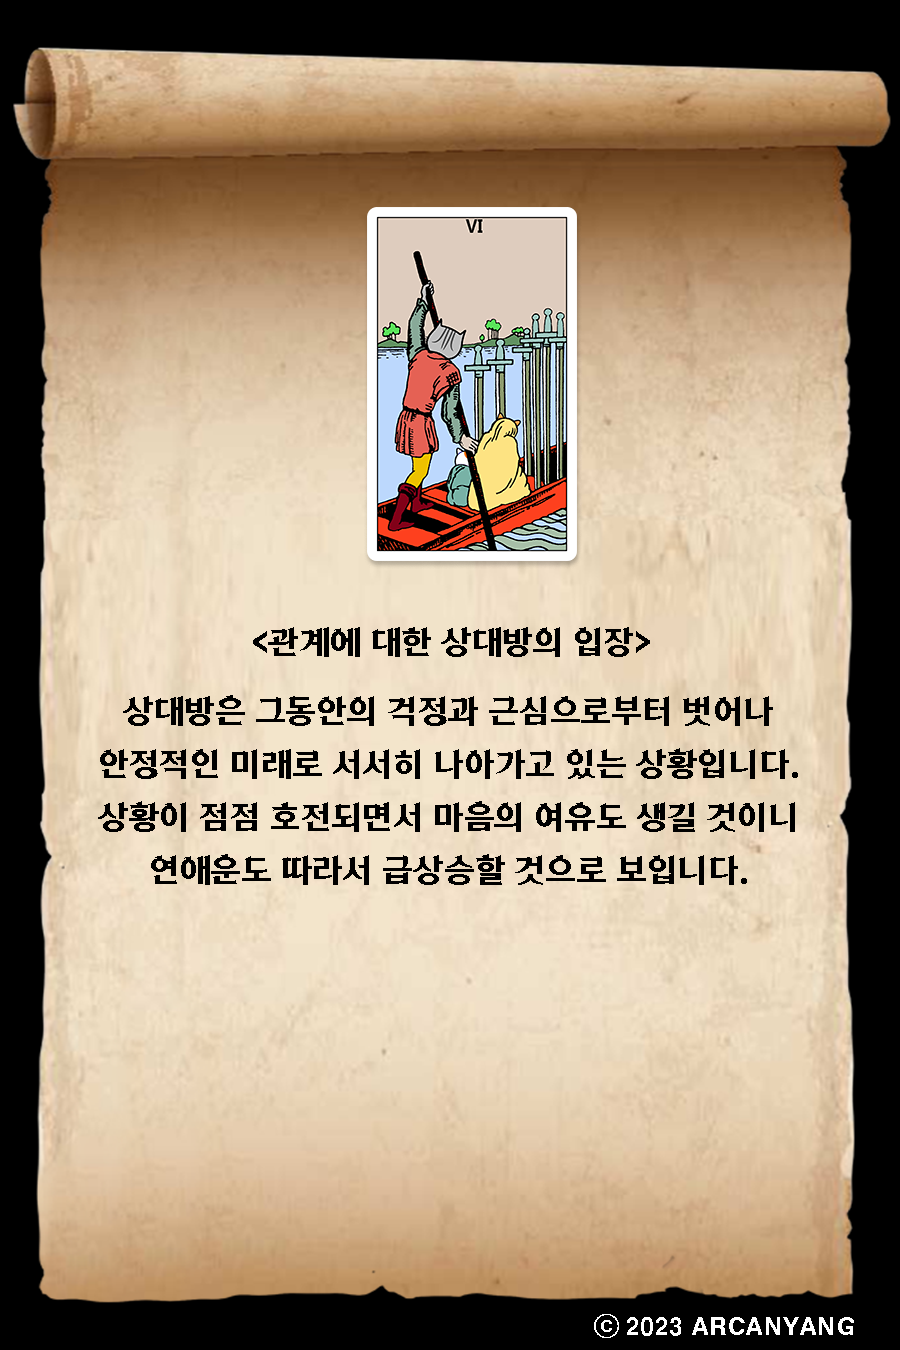 VI
<관계에 대한 상대방의 입장>
상대방은 그동안의 걱정과 근심으로부터 벗어나
안정적인 미래로 서서히 나아가고 있는 상황입니다.
상황이 점점 호전되면서 마음의 여유도 생길 것이니
연애운도 따라서 급상승할 것으로 보입니다.
© 2023 ARCANYANG